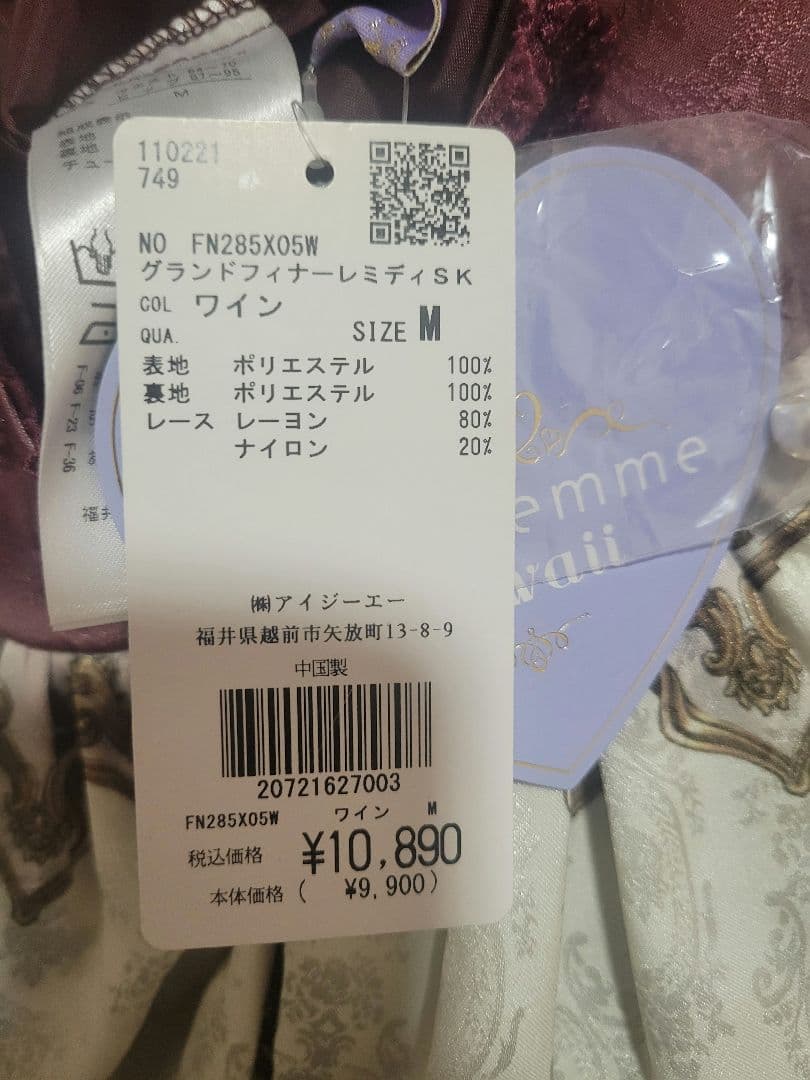 110221
749
NO FN285X05W
グランドフィナーレミディSK
COL ワイン
QUA. SIZE M
表地 ポリエステル 100%
裏地 ポリエステル 100%
レース レーヨン 80%
ナイロン 20%
㈱アイジーエー
福井県越前市矢放町13-8-9
中国製
20721627003
FN285X05W ワイン M
税込価格 ¥10,890
本体価格( ¥9,900)
emme
waii
M
F-06 F-23 F-36